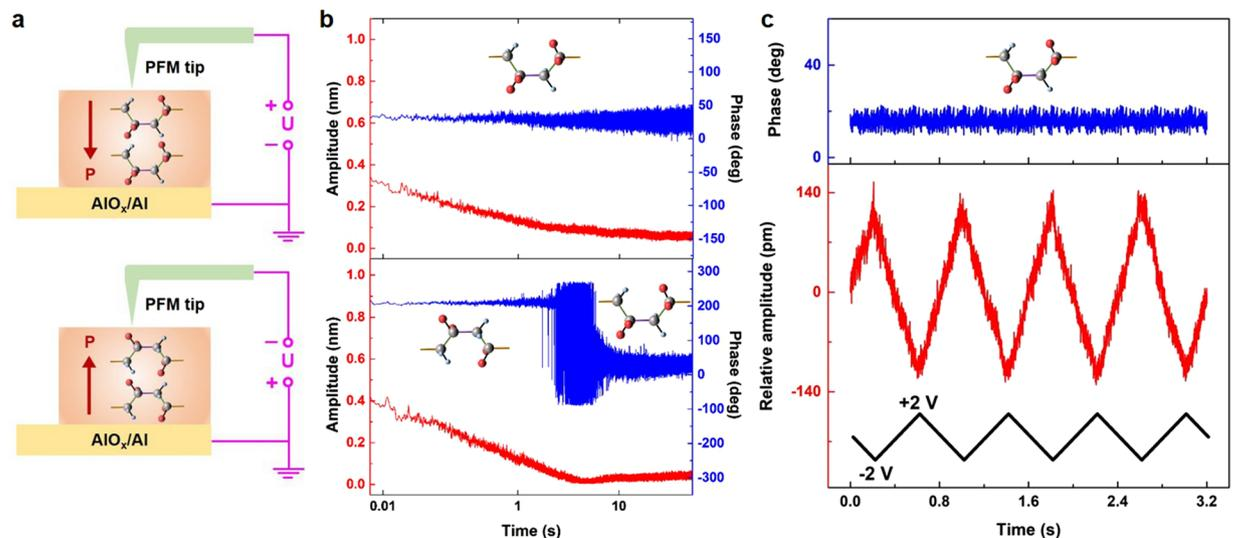 a
PFM tip
+
U
−
P
AlOx/Al
PFM tip
P
−
U
+
AlOx/Al
b
1.0
0.8
0.6
0.4
0.2
0.0
Amplitude (nm)
150
100
50
0
-50
-100
-150
Phase (deg)
1.0
0.8
0.6
0.4
0.2
0.0
Amplitude (nm)
300
200
100
0
-100
-200
-300
Phase (deg)
0.01
1
10
Time (s)
c
40
0
Phase (deg)
140
0
-140
Relative amplitude (pm)
+2 V
-2 V
0.0
0.8
1.6
2.4
3.2
Time (s)